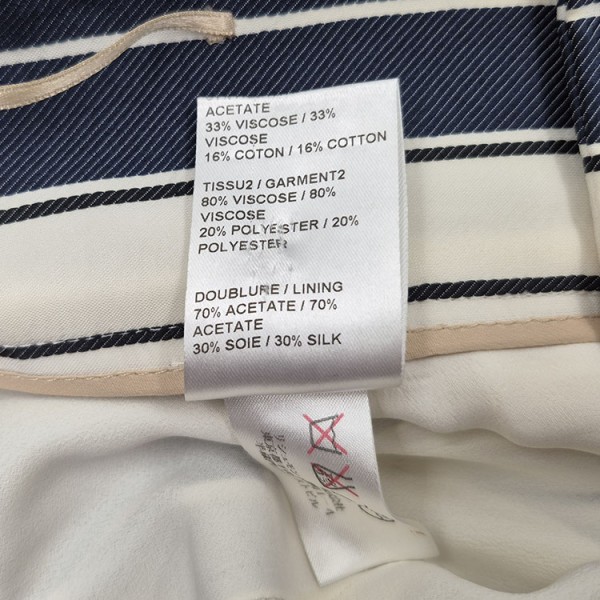 ACETATE
33% VISCOSE / 33%
VISCOSE
16% COTON / 16% COTTON
TISSU2 / GARMENT2
80% VISCOSE / 80%
VISCOSE
20% POLYESTER / 20%
POLYESTER
DOUBLURE / LINING
70% ACETATE / 70%
ACETATE
30% SOIE / 30% SILK